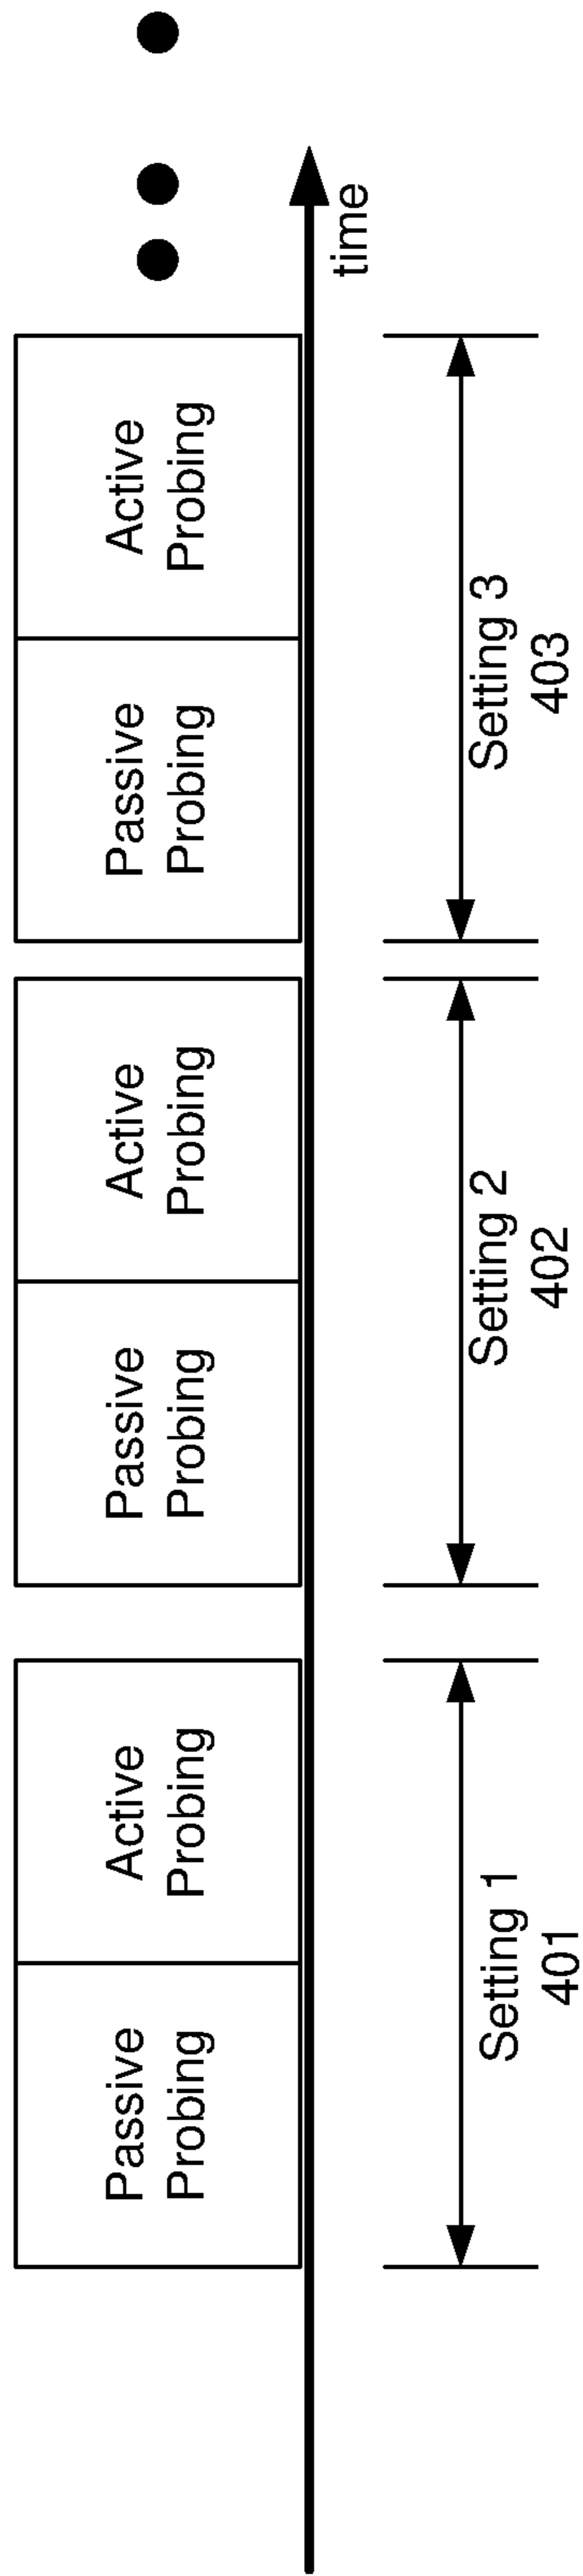 Passive
Probing
Active
Probing
Passive
Probing
Active
Probing
Passive
Probing
Active
Probing
time
Setting 1
401
Setting 2
402
Setting 3
403